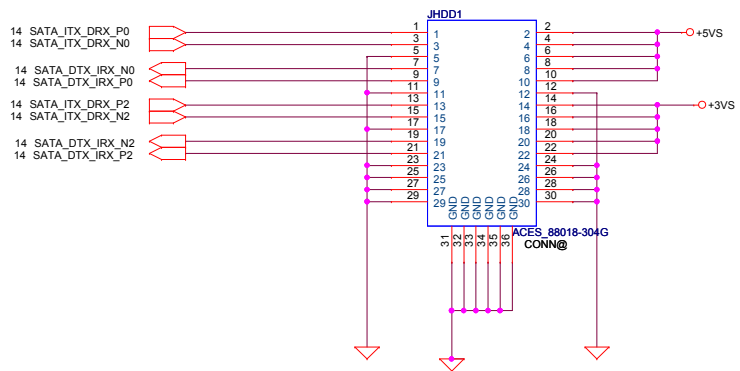 JHDD1
14 SATA_ITX_DRX_P0 1 1 2 2 +5VS
14 SATA_ITX_DRX_N0 3 3 4 4
5 5 6 6
14 SATA_DTX_IRX_N0 7 7 8 8
14 SATA_DTX_IRX_P0 9 9 10 10
11 11 12 12
14 SATA_ITX_DRX_P2 13 13 14 14 +3VS
14 SATA_ITX_DRX_N2 15 15 16 16
17 17 18 18
14 SATA_DTX_IRX_N2 19 19 20 20
14 SATA_DTX_IRX_P2 21 21 22 22
23 23 24 24
25 25 26 26
27 27 28 28
29 29 30 30
GND GND GND GND GND GND
31 32 33 34 35 36
ACES_88018-304G
CONN@